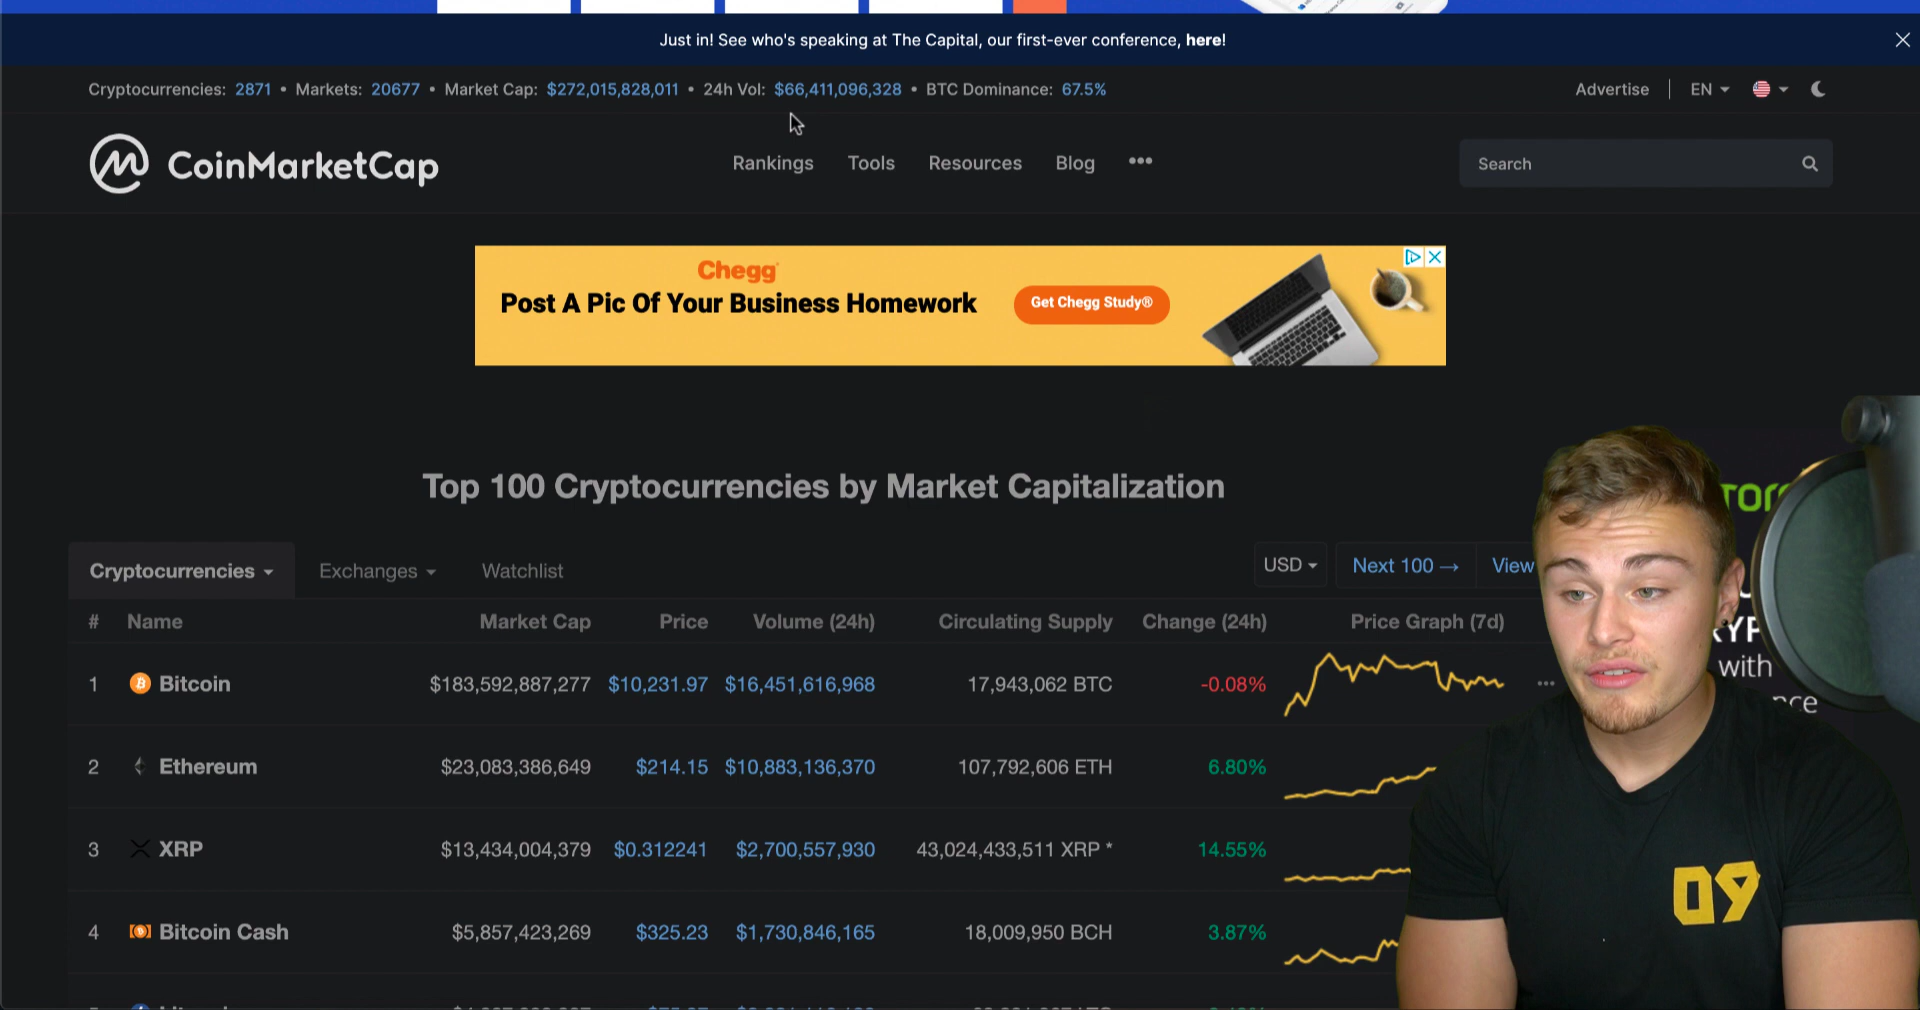 Just in! See who's speaking at The Capital, our first-ever conference, here!
Cryptocurrencies: 2871 • Markets: 20677 • Market Cap: $272,015,828,011 • 24h Vol: $66,411,096,328 • BTC Dominance: 67.5%
Advertise EN
CoinMarketCap
Rankings Tools Resources Blog •••
Search
Chegg
Post A Pic Of Your Business Homework
Get Chegg Study®
Top 100 Cryptocurrencies by Market Capitalization
Cryptocurrencies Exchanges Watchlist
USD Next 100 → View
# Name Market Cap Price Volume (24h) Circulating Supply Change (24h) Price Graph (7d)
1 Bitcoin $183,592,887,277 $10,231.97 $16,451,616,968 17,943,062 BTC -0.08%
2 Ethereum $23,083,386,649 $214.15 $10,883,136,370 107,792,606 ETH 6.80%
3 XRP $13,434,004,379 $0.312241 $2,700,557,930 43,024,433,511 XRP * 14.55%
4 Bitcoin Cash $5,857,423,269 $325.23 $1,730,846,165 18,009,950 BCH 3.87%
with
09